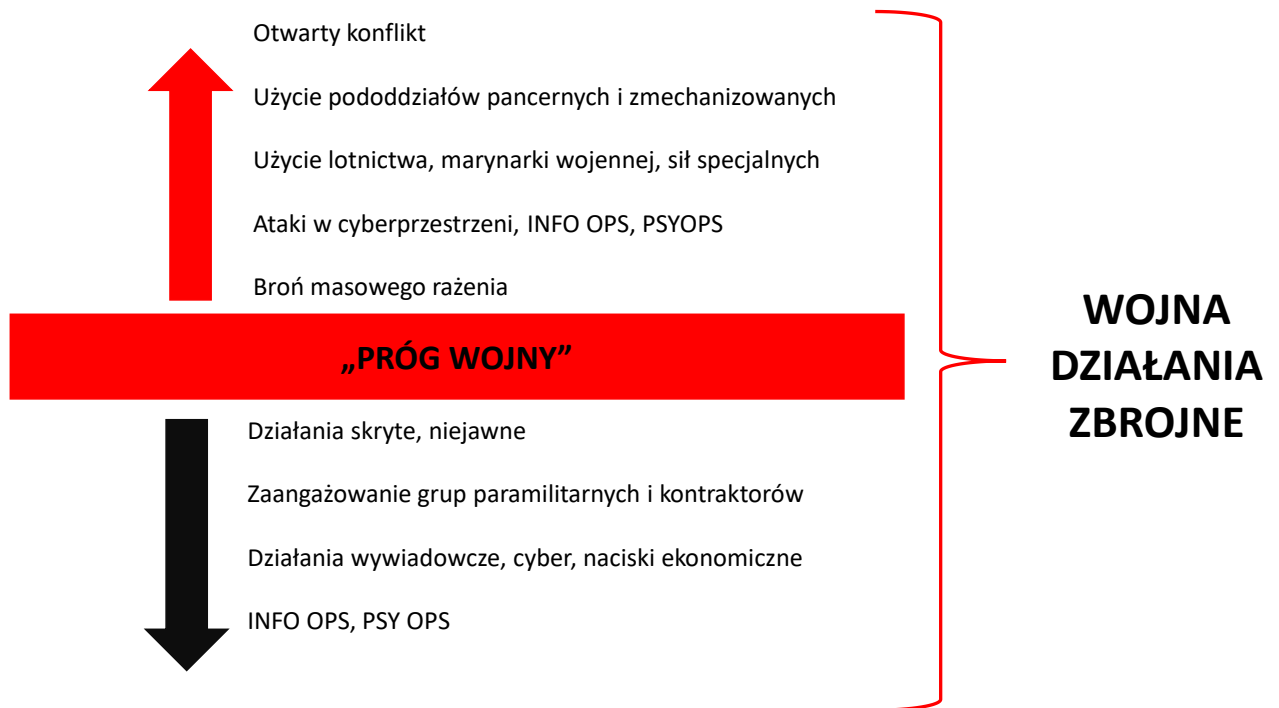 Otwarty konflikt
Użycie pododdziałów pancernych i zmechanizowanych
Użycie lotnictwa, marynarki wojennej, sił specjalnych
Ataki w cyberprzestrzeni, INFO OPS, PSYOPS
Broń masowego rażenia
„PRÓG WOJNY”
Działania skryte, niejawne
Zaangażowanie grup paramilitarnych i kontraktorów
Działania wywiadowcze, cyber, naciski ekonomiczne
INFO OPS, PSY OPS
WOJNA
DZIAŁANIA
ZBROJNE